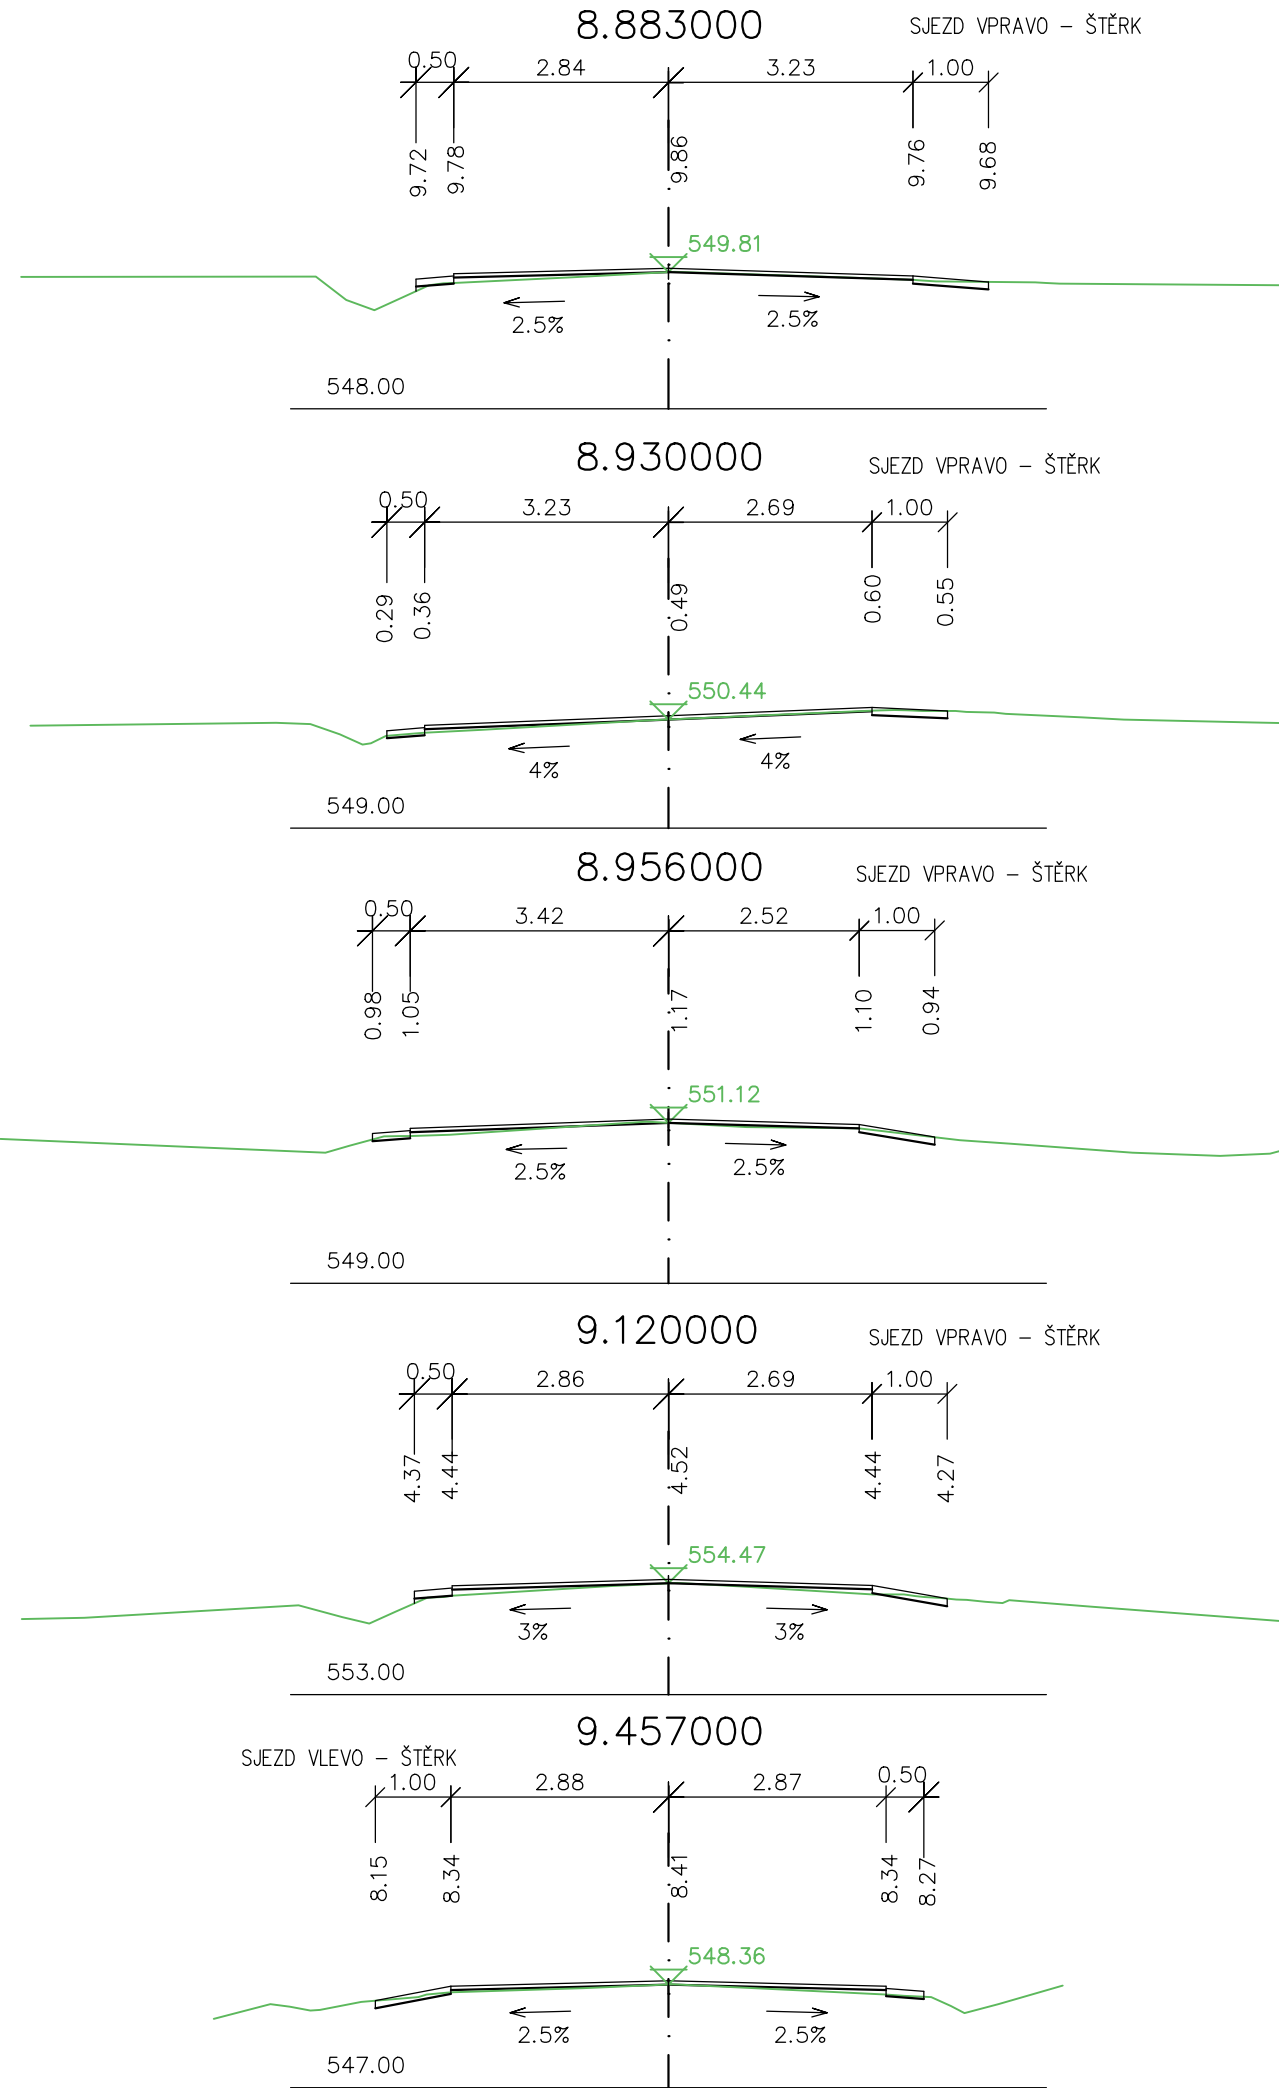 8.883000 SJEZD VPRAVO – ŠTĚRK
0.50 2.84 3.23 1.00
9.72 9.78 9.86 9.76 9.68
549.81
2.5% 2.5%
548.00
8.930000 SJEZD VPRAVO – ŠTĚRK
0.50 3.23 2.69 1.00
0.29 0.36 0.49 0.60 0.55
550.44
4% 4%
549.00
8.956000 SJEZD VPRAVO – ŠTĚRK
0.50 3.42 2.52 1.00
0.98 1.05 1.17 1.10 0.94
551.12
2.5% 2.5%
549.00
9.120000 SJEZD VPRAVO – ŠTĚRK
0.50 2.86 2.69 1.00
4.37 4.44 4.52 4.44 4.27
554.47
3% 3%
553.00
9.457000
SJEZD VLEVO – ŠTĚRK
1.00 2.88 2.87 0.50
8.15 8.34 8.41 8.34 8.27
548.36
2.5% 2.5%
547.00